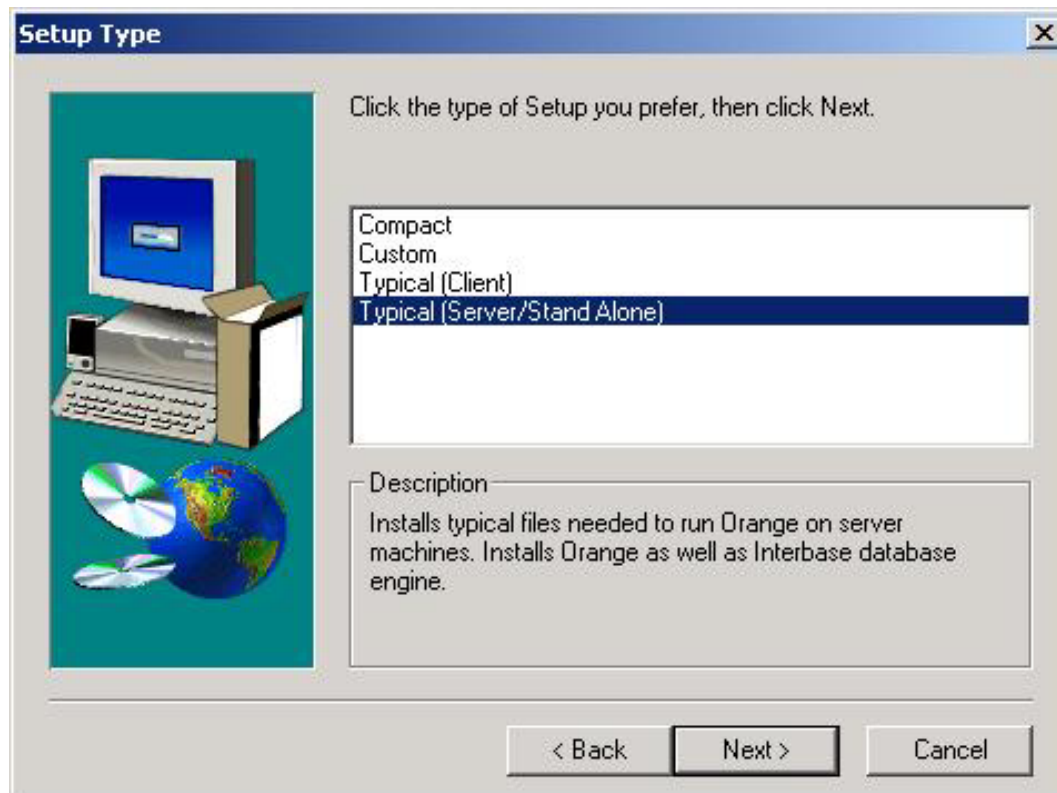 Setup Type
Click the type of Setup you prefer, then click Next.
Compact
Custom
Typical (Client)
Typical (Server/Stand Alone)
Description
Installs typical files needed to run Orange on server
machines. Installs Orange as well as Interbase database
engine.
< Back
Next >
Cancel